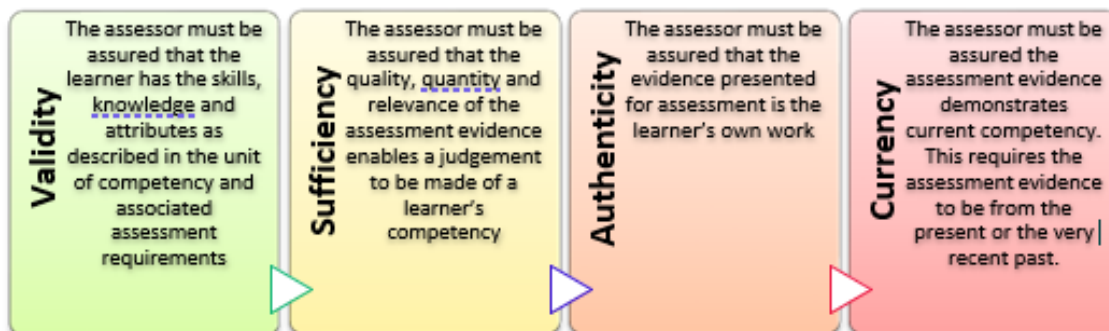 Validity
The assessor must be
assured that the
learner has the skills,
knowledge and
attributes as
described in the unit
of competency and
associated
assessment
requirements
Sufficiency
The assessor must be
assured that the
quality, quantity and
relevance of the
assessment evidence
enables a judgement
to be made of a
learner's
competency
Authenticity
The assessor must be
assured that the
evidence presented
for assessment is the
learner's own work
Currency
The assessor must be
assured the
assessment evidence
demonstrates
current competency.
This requires the
assessment evidence
to be from the
present or the very
recent past.